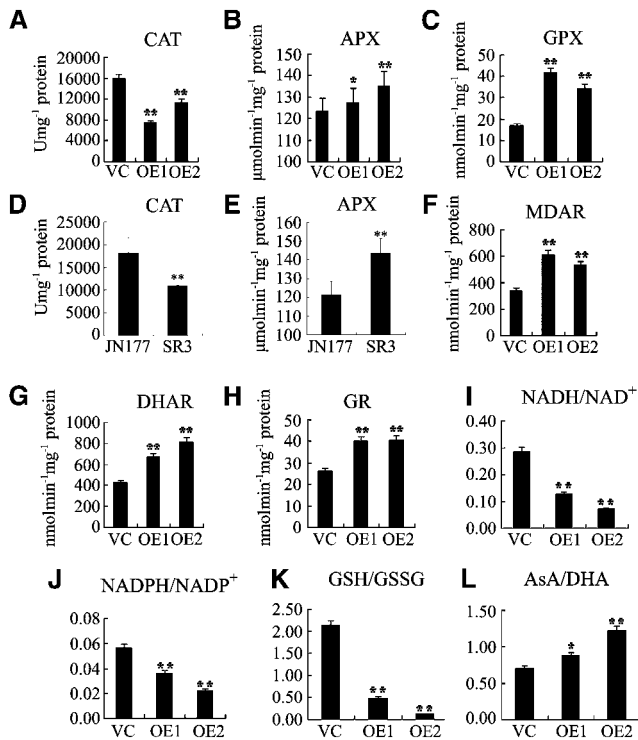 A CAT
Umg⁻¹ protein
20000
16000
12000
8000
4000
0
**
**
VC OE1 OE2
B APX
µmolmin⁻¹mg⁻¹ protein
150
140
130
120
110
100
*
**
VC OE1 OE2
C GPX
nmolmin⁻¹mg⁻¹ protein
50
40
30
20
10
0
**
**
VC OE1 OE2
D CAT
Umg⁻¹ protein
25000
20000
15000
10000
5000
0
**
JN177 SR3
E APX
µmolmin⁻¹mg⁻¹ protein
160
150
140
130
120
110
100
**
JN177 SR3
F MDAR
nmolmin⁻¹mg⁻¹ protein
800
600
400
200
0
**
**
VC OE1 OE2
G DHAR
nmolmin⁻¹mg⁻¹ protein
1000
800
600
400
200
0
**
**
VC OE1 OE2
H GR
nmolmin⁻¹mg⁻¹ protein
50
40
30
20
10
0
**
**
VC OE1 OE2
I NADH/NAD⁺
0.40
0.30
0.20
0.10
0.00
**
**
VC OE1 OE2
J NADPH/NADP⁺
0.08
0.06
0.04
0.02
0.00
**
**
VC OE1 OE2
K GSH/GSSG
2.50
2.00
1.50
1.00
0.50
0.00
**
**
VC OE1 OE2
L AsA/DHA
1.50
1.00
0.50
0.00
*
**
VC OE1 OE2